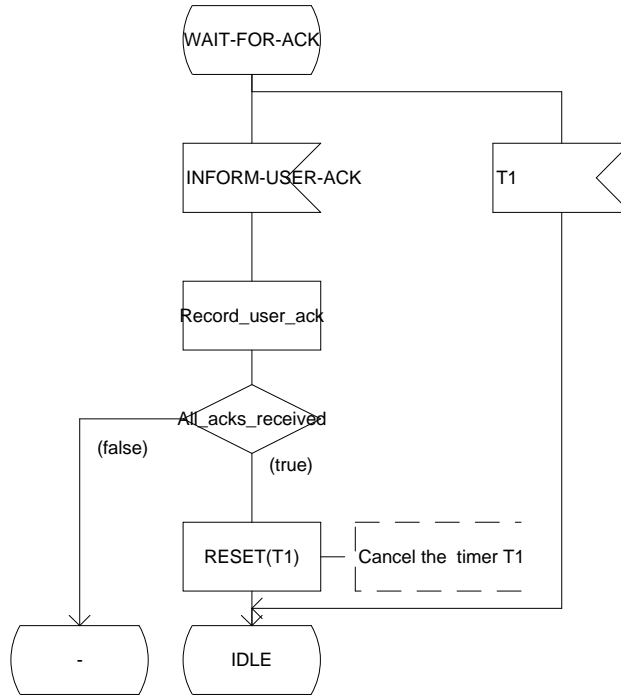 WAIT-FOR-ACK
INFORM-USER-ACK
T1
Record_user_ack
All_acks_received
(false)
(true)
RESET(T1)
Cancel the timer T1
-
IDLE